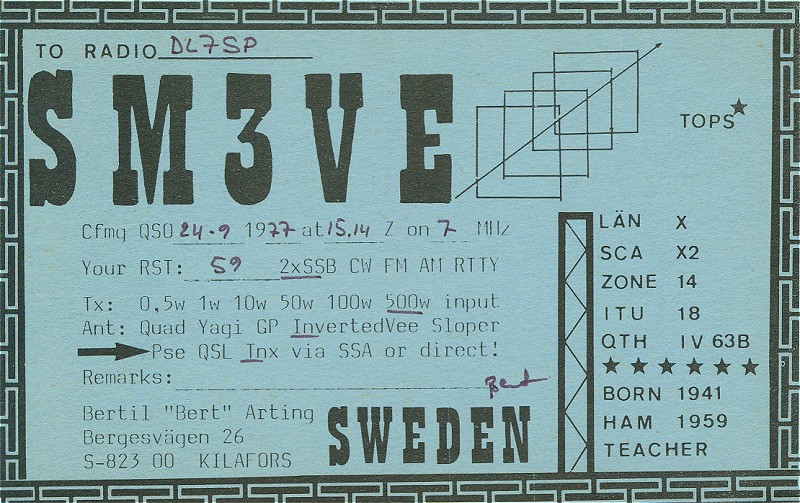 TO RADIO DL7SP
SM3VE
TOPS
Cfmg QSO 24-9 1977 at 15.14 Z on 7 MHz
Your RST: 59 2xSSB CW FM AM RTTY
Tx: 0,5w 1w 10w 50w 100w 500w input
Ant: Quad Yagi GP InvertedVee Sloper
Pse QSL Tnx via SSA or direct!
Remarks:
Bert
Bertil "Bert" Arting
Bergesvägen 26
S-823 00 KILAFORS
SWEDEN
LÄN X
SCA X2
ZONE 14
ITU 18
QTH IV 63B
BORN 1941
HAM 1959
TEACHER